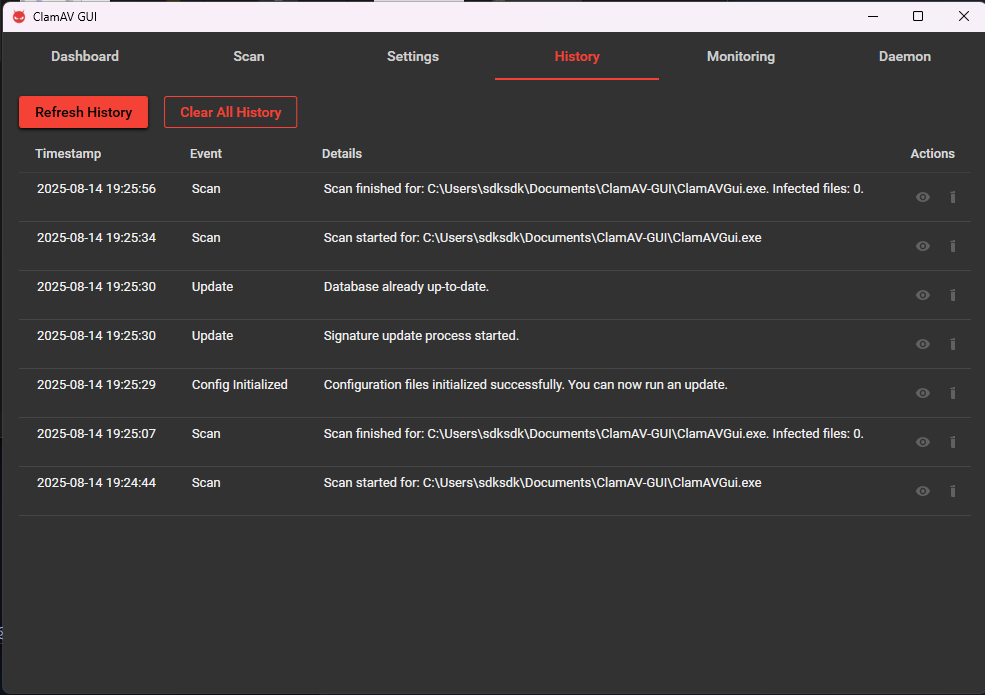 ClamAV GUI
Dashboard Scan Settings History Monitoring Daemon
Refresh History Clear All History
Timestamp Event Details Actions
2025-08-14 19:25:56 Scan Scan finished for: C:\Users\sdksdk\Documents\ClamAV-GUI\ClamAVGui.exe. Infected files: 0.
2025-08-14 19:25:34 Scan Scan started for: C:\Users\sdksdk\Documents\ClamAV-GUI\ClamAVGui.exe
2025-08-14 19:25:30 Update Database already up-to-date.
2025-08-14 19:25:30 Update Signature update process started.
2025-08-14 19:25:29 Config Initialized Configuration files initialized successfully. You can now run an update.
2025-08-14 19:25:07 Scan Scan finished for: C:\Users\sdksdk\Documents\ClamAV-GUI\ClamAVGui.exe. Infected files: 0.
2025-08-14 19:24:44 Scan Scan started for: C:\Users\sdksdk\Documents\ClamAV-GUI\ClamAVGui.exe